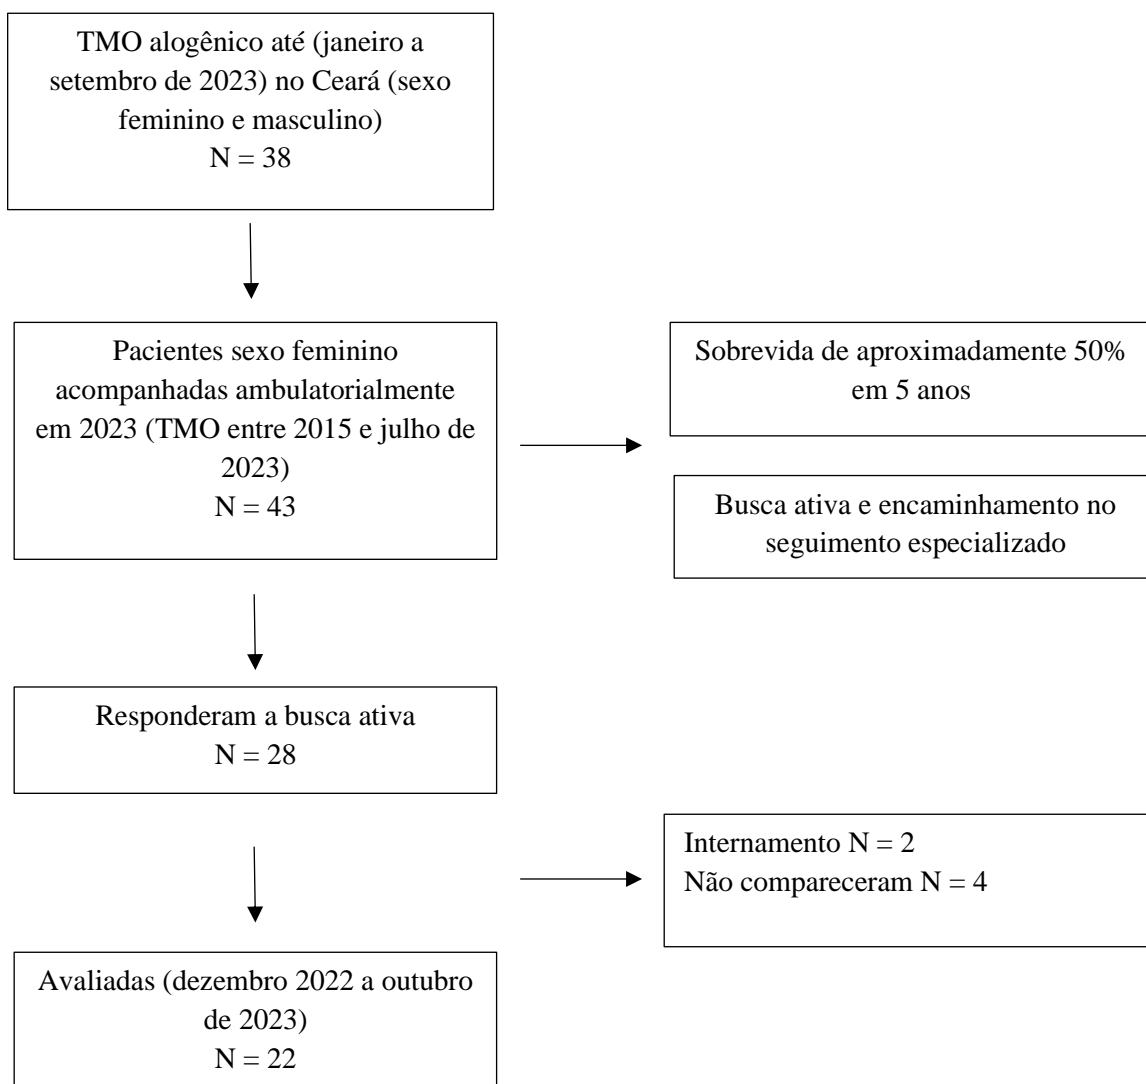 TMO alogênico até (janeiro a
setembro de 2023) no Ceará (sexo
feminino e masculino)
N = 38
Pacientes sexo feminino
acompanhadas ambulatorialmente
em 2023 (TMO entre 2015 e julho de
2023)
N = 43
Sobrevida de aproximadamente 50%
em 5 anos
Busca ativa e encaminhamento no
seguimento especializado
Responderam a busca ativa
N = 28
Internamento N = 2
Não compareceram N = 4
Avaliadas (dezembro 2022 a outubro
de 2023)
N = 22